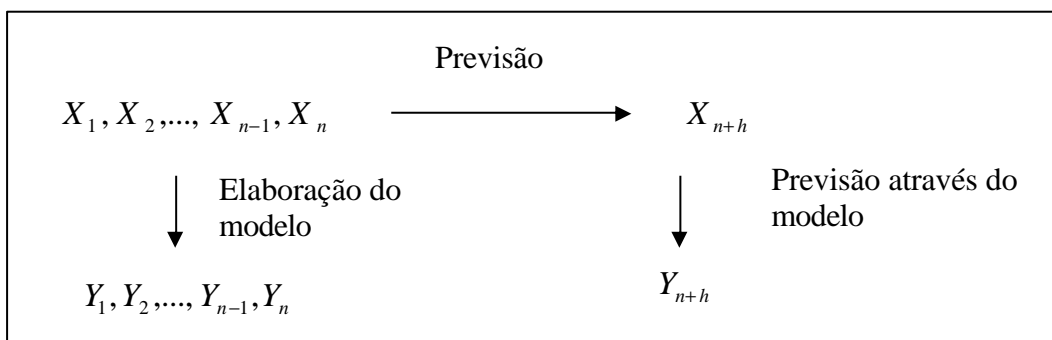 Previsão
X₁, X₂,..., Xₙ₋₁, Xₙ
Xₙ₊ₕ
Elaboração do
modelo
Previsão através do
modelo
Y₁, Y₂,..., Yₙ₋₁, Yₙ
Yₙ₊ₕ